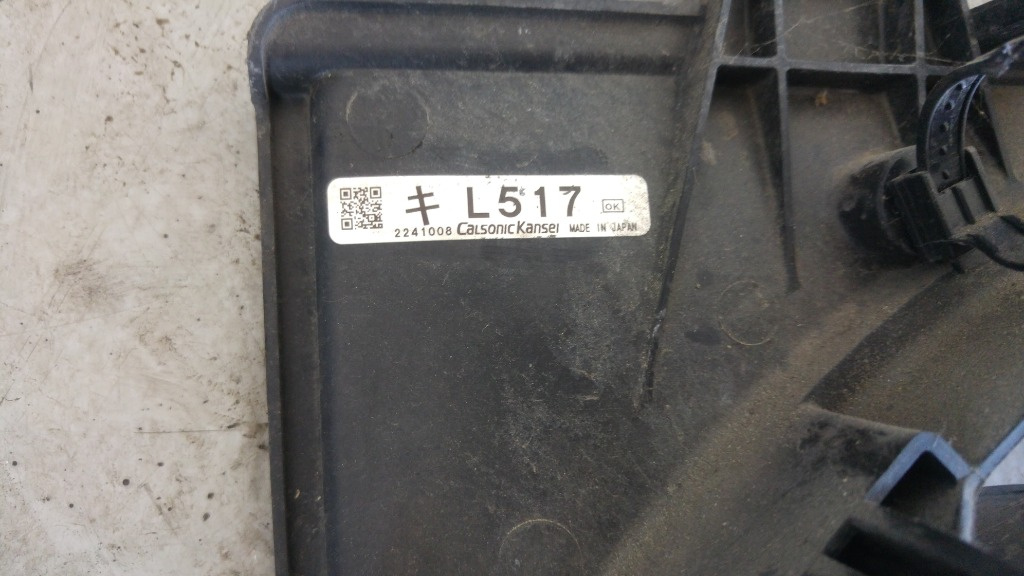 キ L517 OK
2241008 CalsonicKansei MADE IN JAPAN